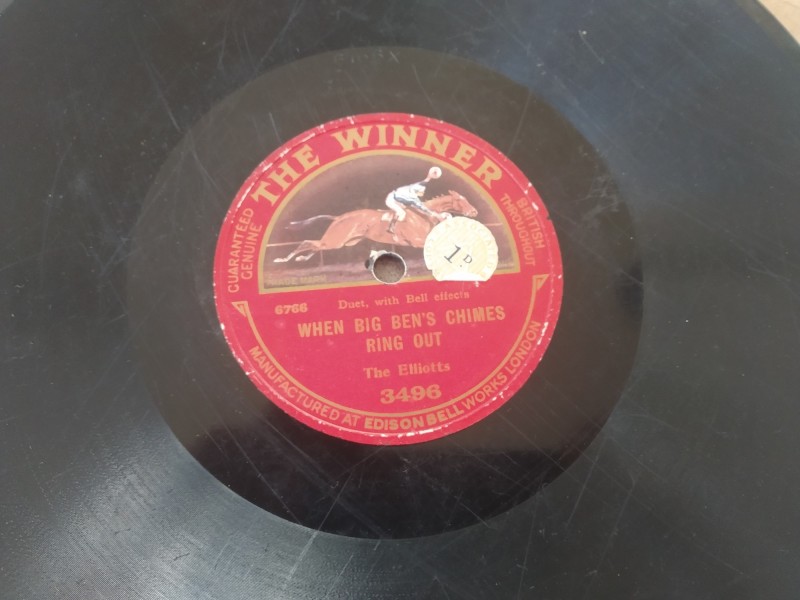 THE WINNER
GUARANTEED
GENUINE
BRITISH
THROUGHOUT
1D
6766
Duet, with Bell effects
WHEN BIG BEN'S CHIMES
RING OUT
The Elliotts
3496
MANUFACTURED AT EDISON BELL WORKS LONDON